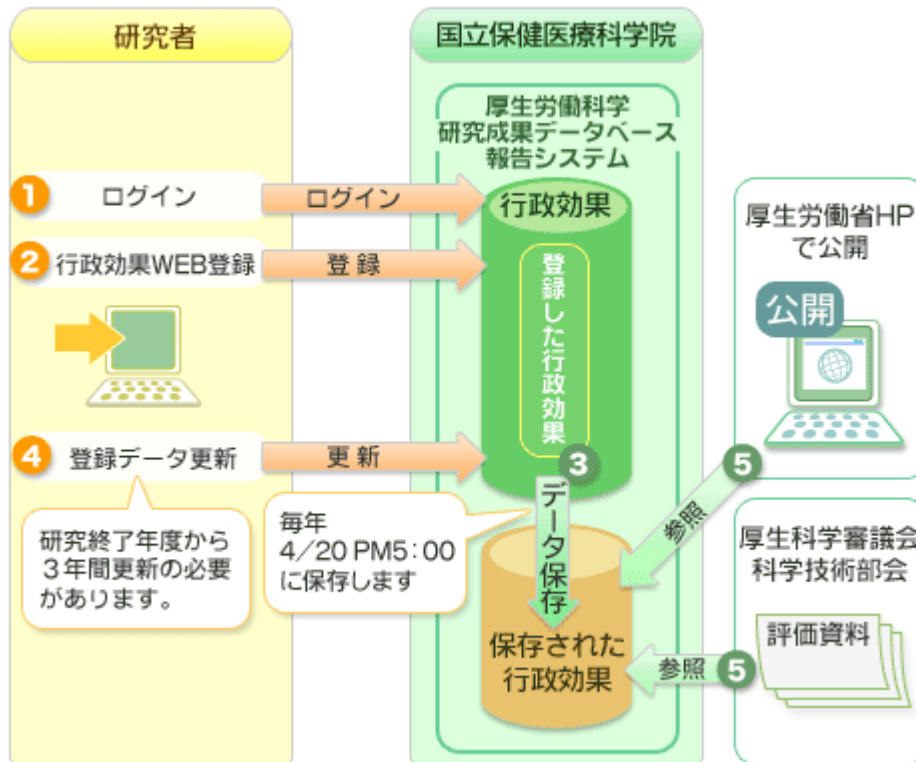 研究者
国立保健医療科学院
厚生労働科学
研究成果データベース
報告システム
1
ログイン
ログイン
行政効果
2
行政効果WEB登録
登録
登録した行政効果
4
登録データ更新
更新
研究終了年度から
3年間更新の必要
があります。
毎年
4/20 PM5:00
に保存します
3
データ保存
保存された
行政効果
厚生労働省HP
で公開
公開
5
参照
厚生科学審議会
科学技術部会
評価資料
5
参照